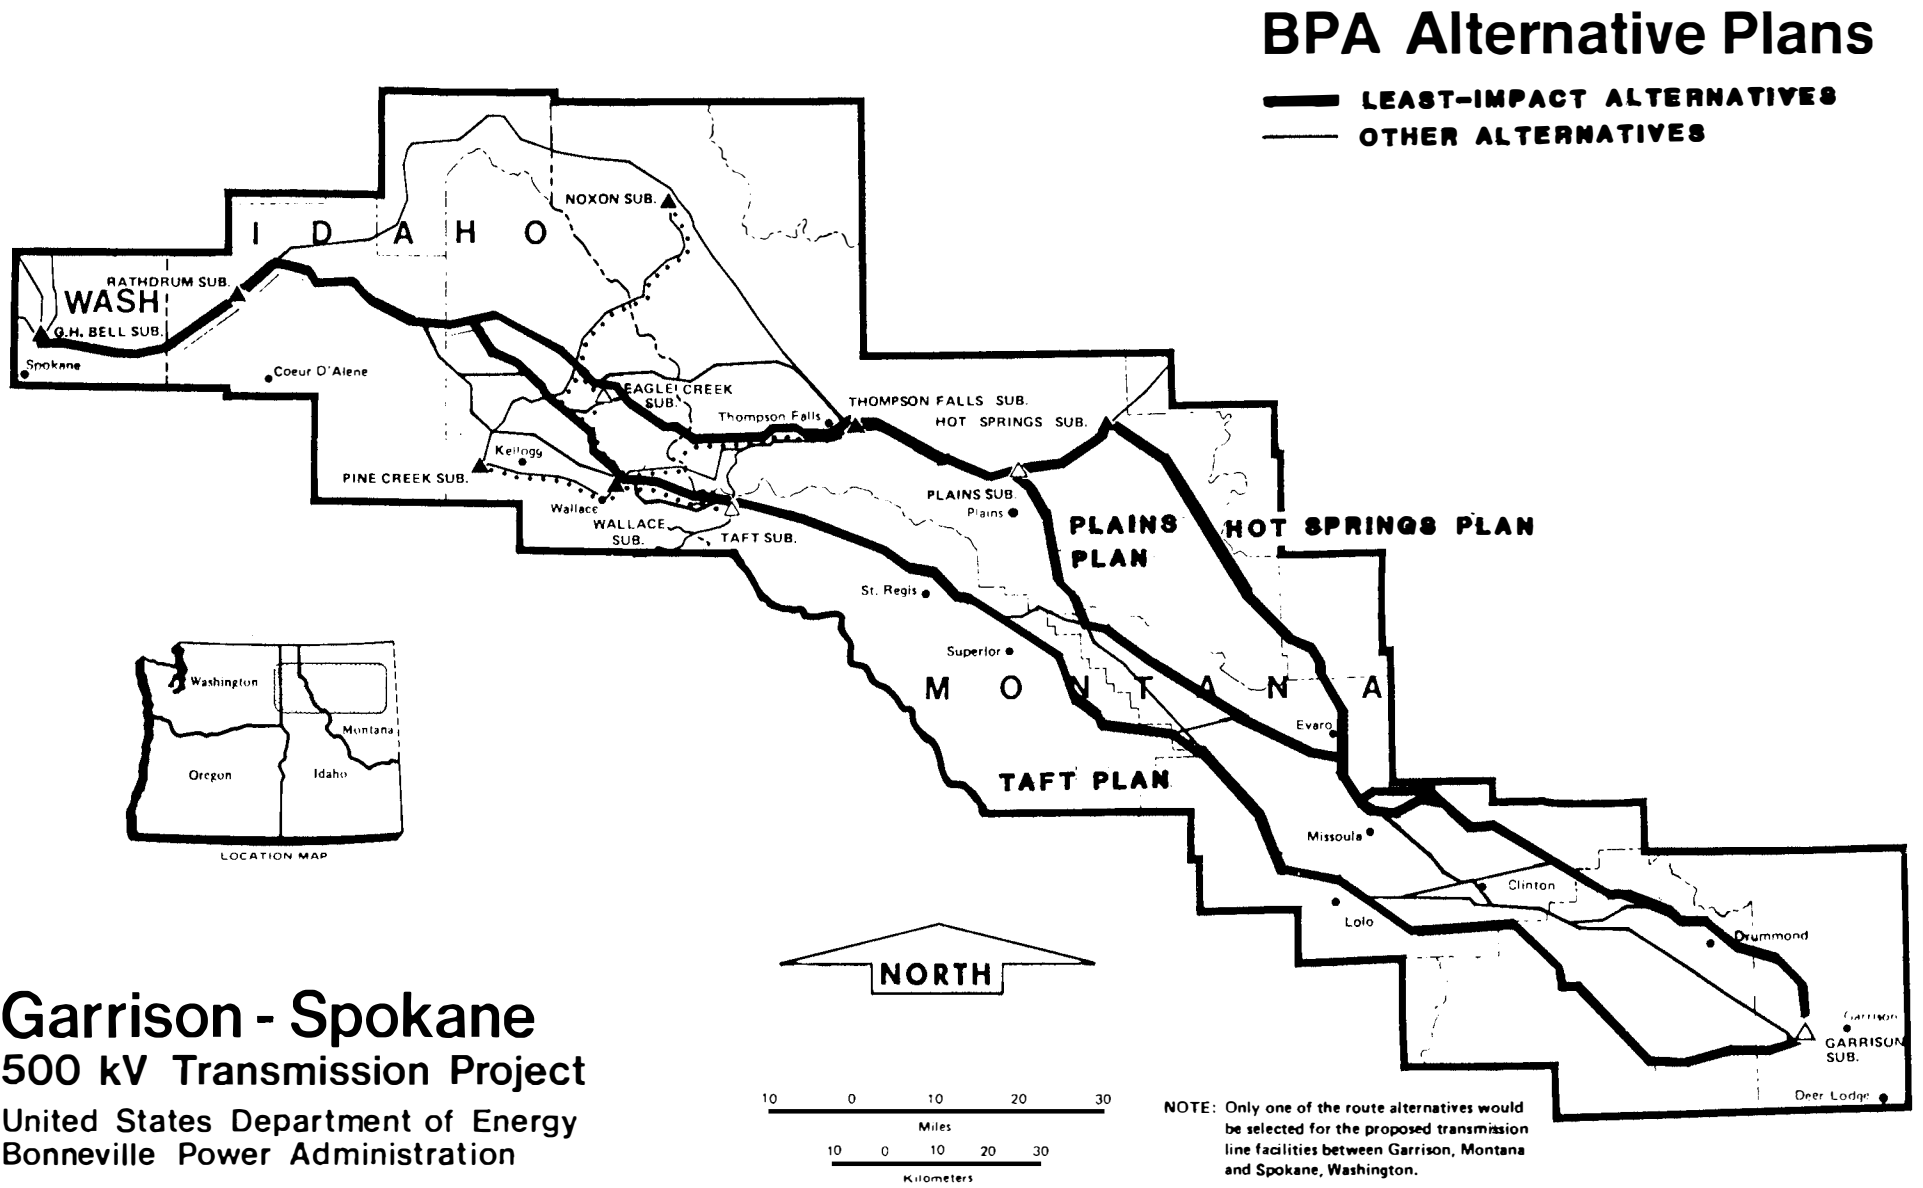 BPA Alternative Plans
LEAST-IMPACT ALTERNATIVES
OTHER ALTERNATIVES
NOXON SUB.
I D A H O
RATHDRUM SUB.
WASH
G.H. BELL SUB.
Spokane
Coeur D'Alene
EAGLE CREEK
SUB.
Thompson Falls
THOMPSON FALLS SUB.
HOT SPRINGS SUB.
Kellogg
PINE CREEK SUB.
Wallace
WALLACE
SUB.
TAFT SUB.
PLAINS SUB.
Plains
PLAINS
PLAN
HOT SPRINGS PLAN
St. Regis
Superior
M O N T A N A
Evaro
TAFT PLAN
Missoula
Clinton
Lolo
Drummond
Garrison
GARRISON
SUB.
Deer Lodge
Washington
Montana
Oregon
Idaho
LOCATION MAP
NORTH
Garrison - Spokane
500 kV Transmission Project
United States Department of Energy
Bonneville Power Administration
10 0 10 20 30
Miles
10 0 10 20 30
Kilometers
NOTE: Only one of the route alternatives would
be selected for the proposed transmission
line facilities between Garrison, Montana
and Spokane, Washington.